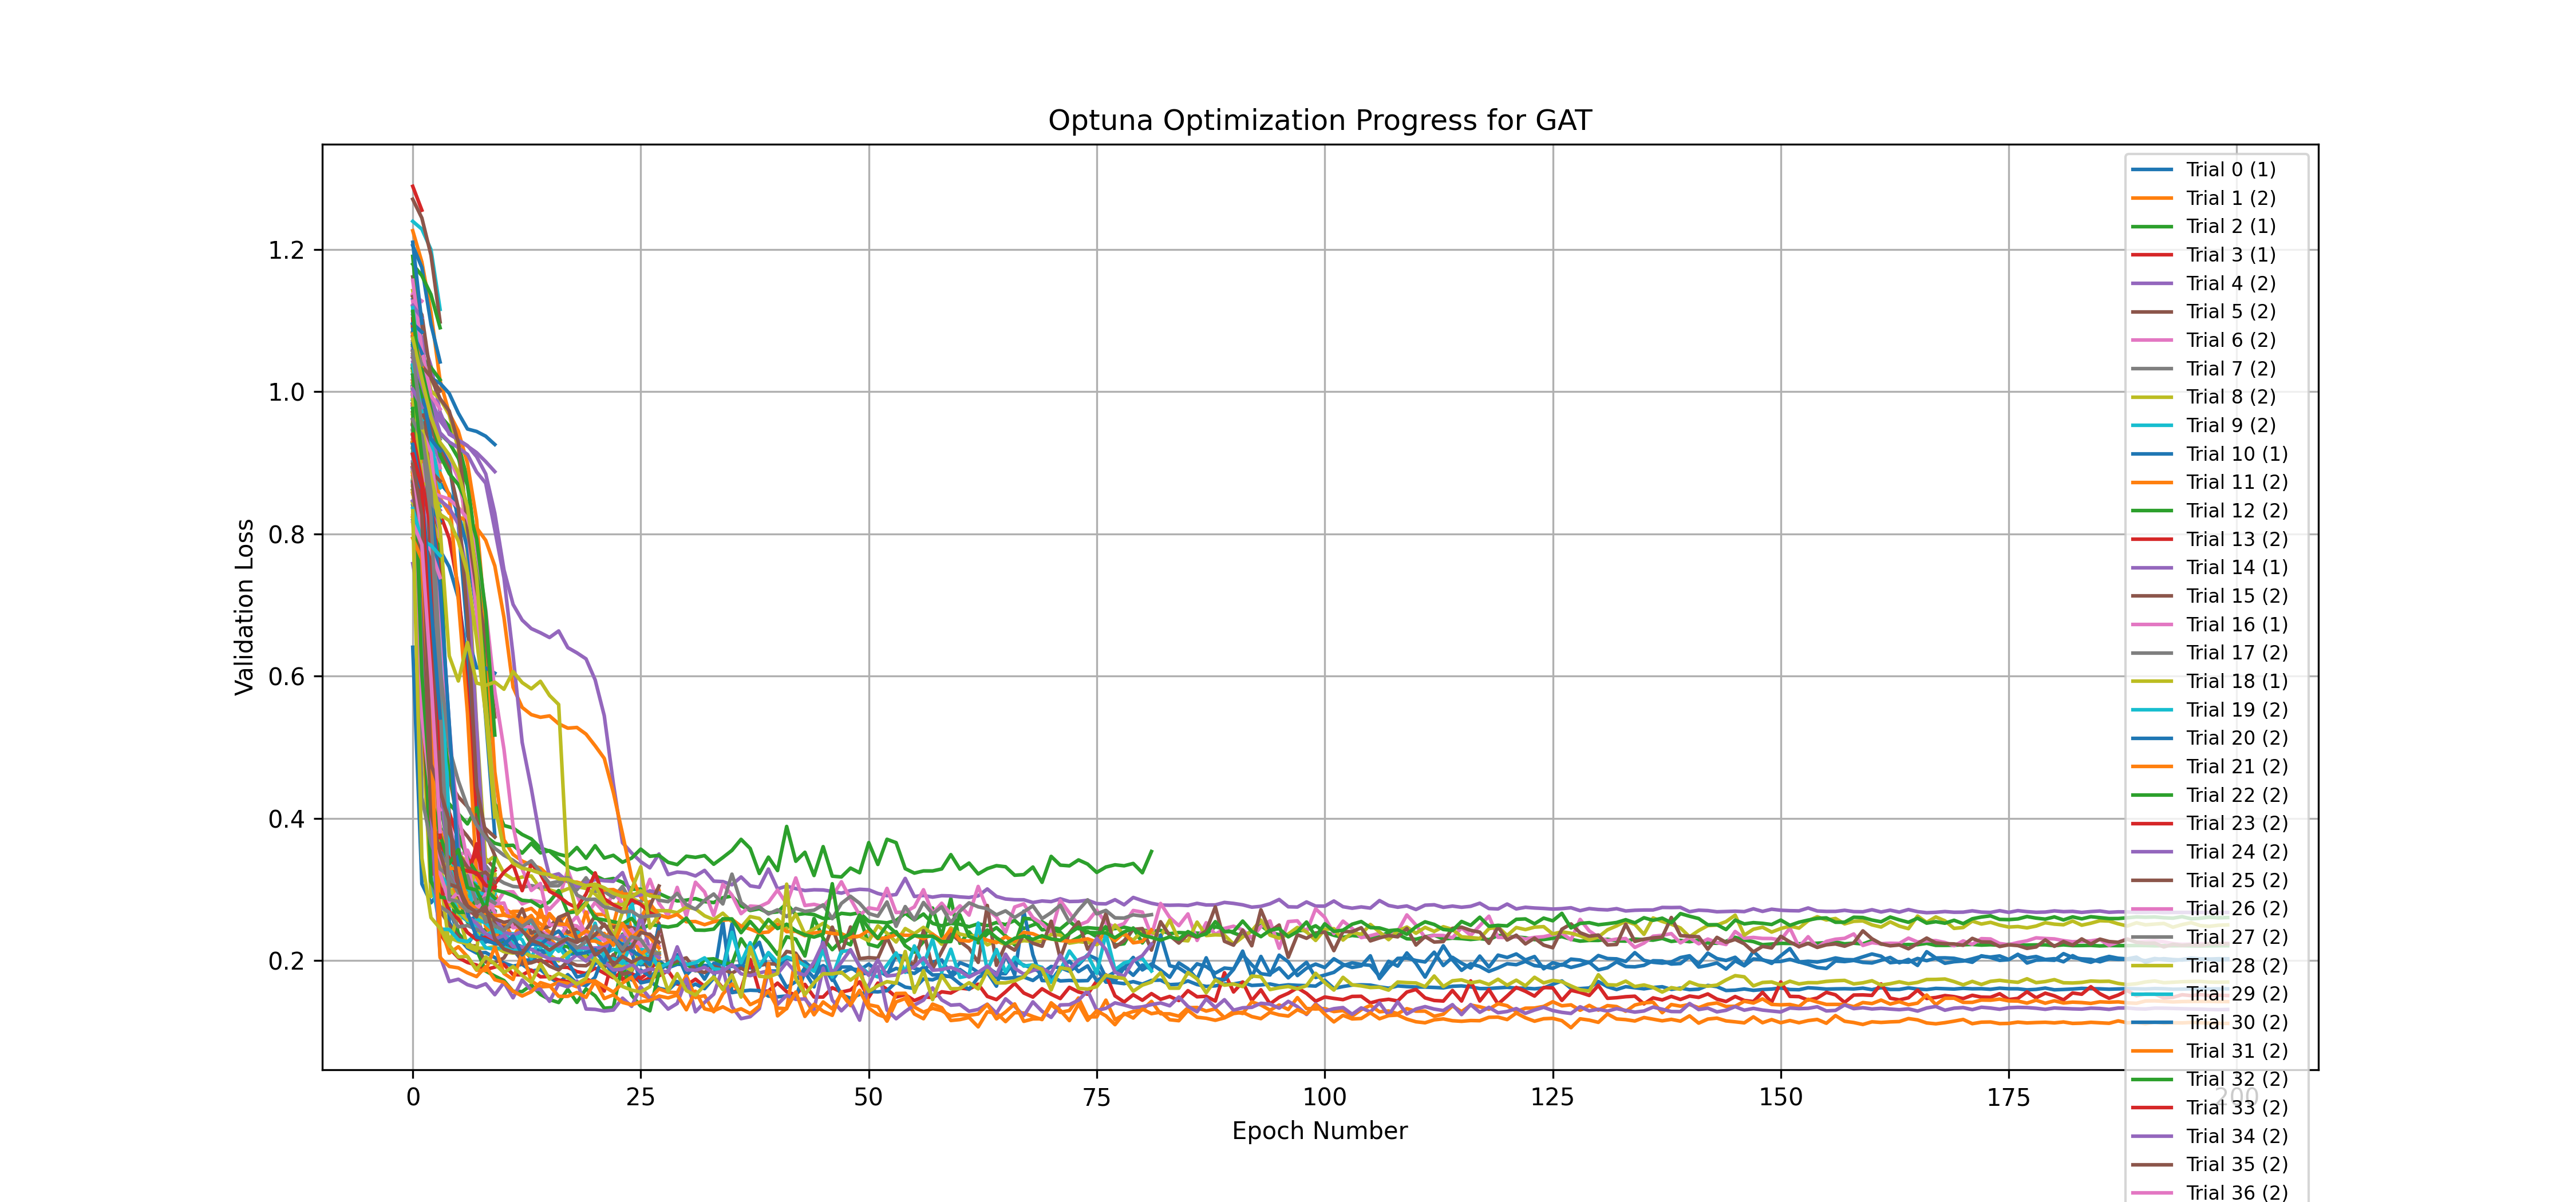 Optuna Optimization Progress for GAT
Validation Loss
1.2
1.0
0.8
0.6
0.4
0.2
0
25
50
75
100
125
150
175
200
Epoch Number
Trial 0 (1)
Trial 1 (2)
Trial 2 (1)
Trial 3 (1)
Trial 4 (2)
Trial 5 (2)
Trial 6 (2)
Trial 7 (2)
Trial 8 (2)
Trial 9 (2)
Trial 10 (1)
Trial 11 (2)
Trial 12 (2)
Trial 13 (2)
Trial 14 (1)
Trial 15 (2)
Trial 16 (1)
Trial 17 (2)
Trial 18 (1)
Trial 19 (2)
Trial 20 (2)
Trial 21 (2)
Trial 22 (2)
Trial 23 (2)
Trial 24 (2)
Trial 25 (2)
Trial 26 (2)
Trial 27 (2)
Trial 28 (2)
Trial 29 (2)
Trial 30 (2)
Trial 31 (2)
Trial 32 (2)
Trial 33 (2)
Trial 34 (2)
Trial 35 (2)
Trial 36 (2)